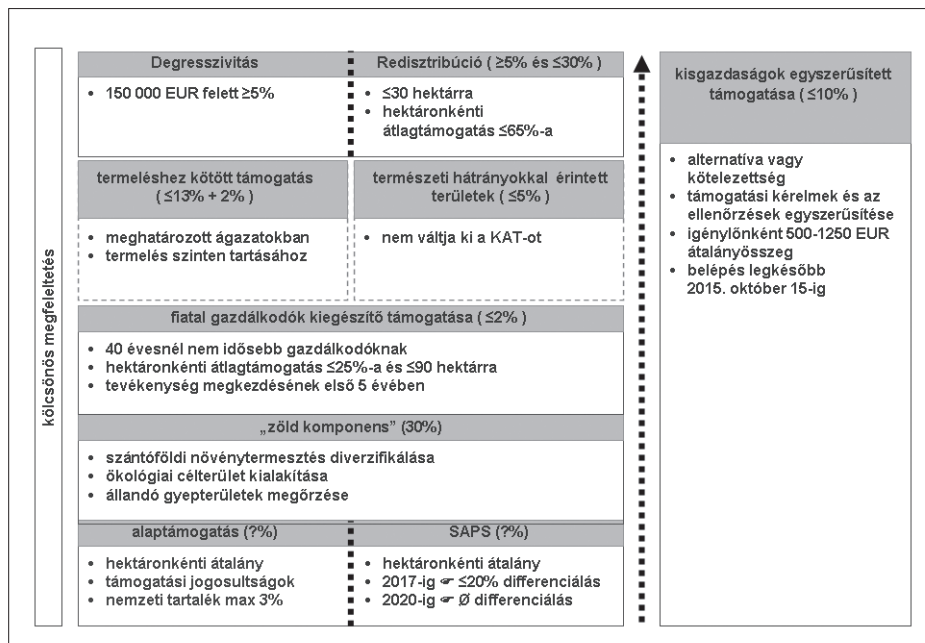 kölcsönös megfeleltetés
Degresszivitás
• 150 000 EUR felett ≥5%
Redisztribúció ( ≥5% és ≤30% )
• ≤30 hektárra
• hektáronkénti
átlagtámogatás ≤65%-a
termeléshez kötött támogatás
( ≤13% + 2% )
• meghatározott ágazatokban
• termelés szinten tartásához
természeti hátrányokkal érintett
területek ( ≤5% )
• nem váltja ki a KAT-ot
fiatal gazdálkodók kiegészítő támogatása ( ≤2% )
• 40 évesnél nem idősebb gazdálkodóknak
• hektáronkénti átlagtámogatás ≤25%-a és ≤90 hektárra
• tevékenység megkezdésének első 5 évében
„zöld komponens” (30%)
• szántóföldi növénytermesztés diverzifikálása
• ökológiai célterület kialakítása
• állandó gyepterületek megőrzése
alaptámogatás (?%)
• hektáronkénti átalány
• támogatási jogosultságok
• nemzeti tartalék max 3%
SAPS (?%)
• hektáronkénti átalány
• 2017-ig ☞ ≤20% differenciálás
• 2020-ig ☞ Ø differenciálás
kisgazdaságok egyszerűsített
támogatása ( ≤10% )
• alternatíva vagy
kötelezettség
• támogatási kérelmek és az
ellenőrzések egyszerűsítése
• igénylőnként 500-1250 EUR
átalányösszeg
• belépés legkésőbb
2015. október 15-ig